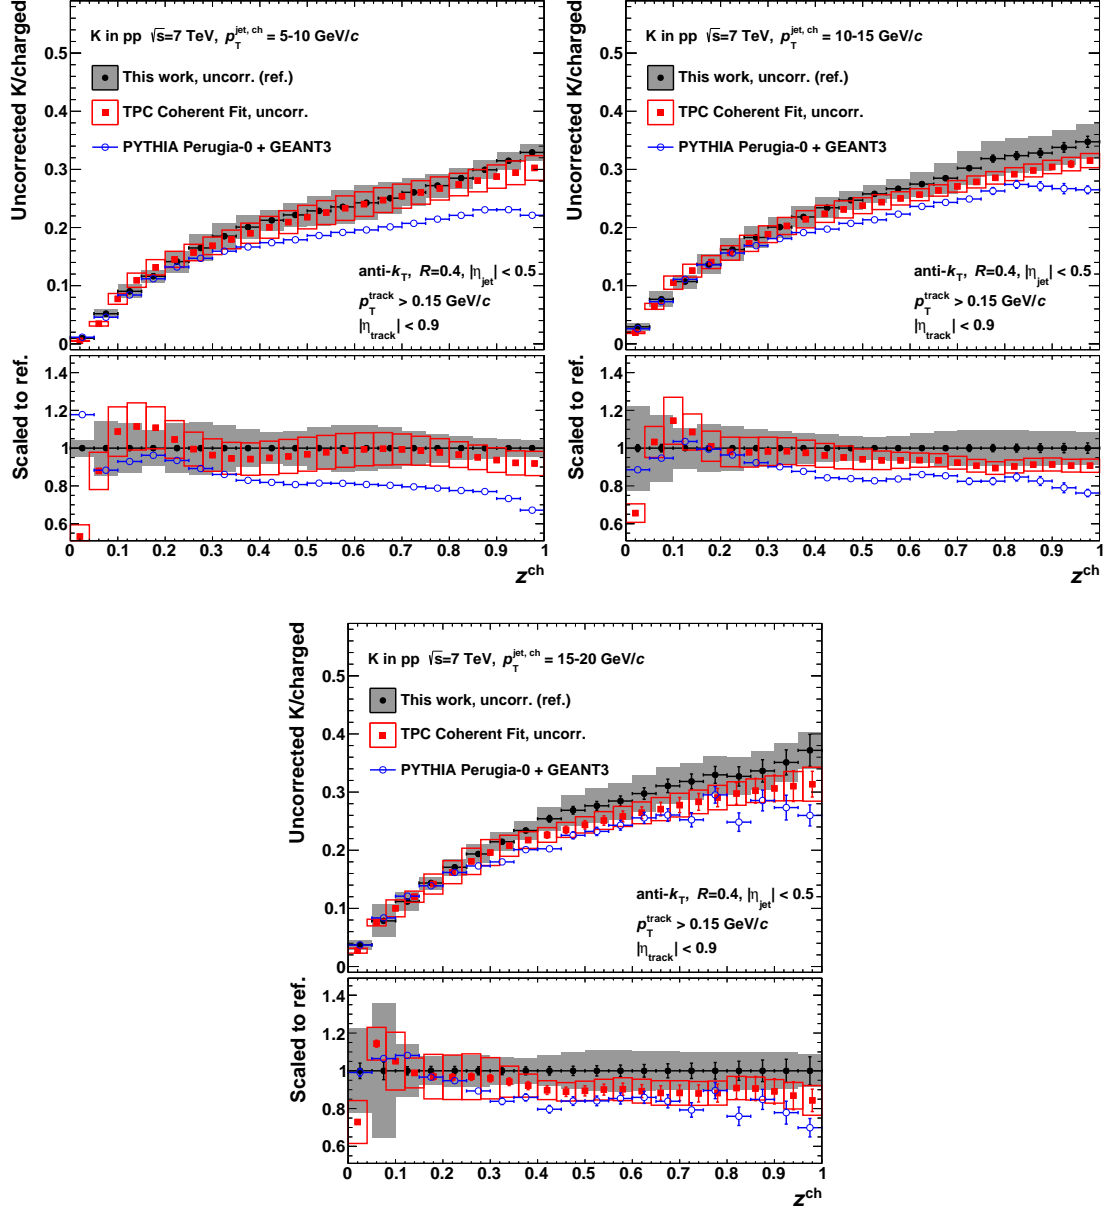 Uncorrected K/charged
K in pp √s=7 TeV, p_T^{jet, ch} = 5-10 GeV/c
This work, uncorr. (ref.)
TPC Coherent Fit, uncorr.
PYTHIA Perugia-0 + GEANT3
anti-k_T, R=0.4, |η_jet| < 0.5
p_T^{track} > 0.15 GeV/c
|η_track| < 0.9
0.5
0.4
0.3
0.2
0.1
0
Scaled to ref.
1.4
1.2
1
0.8
0.6
0 0.1 0.2 0.3 0.4 0.5 0.6 0.7 0.8 0.9 1
z^{ch}
Uncorrected K/charged
K in pp √s=7 TeV, p_T^{jet, ch} = 10-15 GeV/c
This work, uncorr. (ref.)
TPC Coherent Fit, uncorr.
PYTHIA Perugia-0 + GEANT3
anti-k_T, R=0.4, |η_jet| < 0.5
p_T^{track} > 0.15 GeV/c
|η_track| < 0.9
0.5
0.4
0.3
0.2
0.1
0
Scaled to ref.
1.4
1.2
1
0.8
0.6
0 0.1 0.2 0.3 0.4 0.5 0.6 0.7 0.8 0.9 1
z^{ch}
Uncorrected K/charged
K in pp √s=7 TeV, p_T^{jet, ch} = 15-20 GeV/c
This work, uncorr. (ref.)
TPC Coherent Fit, uncorr.
PYTHIA Perugia-0 + GEANT3
anti-k_T, R=0.4, |η_jet| < 0.5
p_T^{track} > 0.15 GeV/c
|η_track| < 0.9
0.5
0.4
0.3
0.2
0.1
0
Scaled to ref.
1.4
1.2
1
0.8
0.6
0 0.1 0.2 0.3 0.4 0.5 0.6 0.7 0.8 0.9 1
z^{ch}